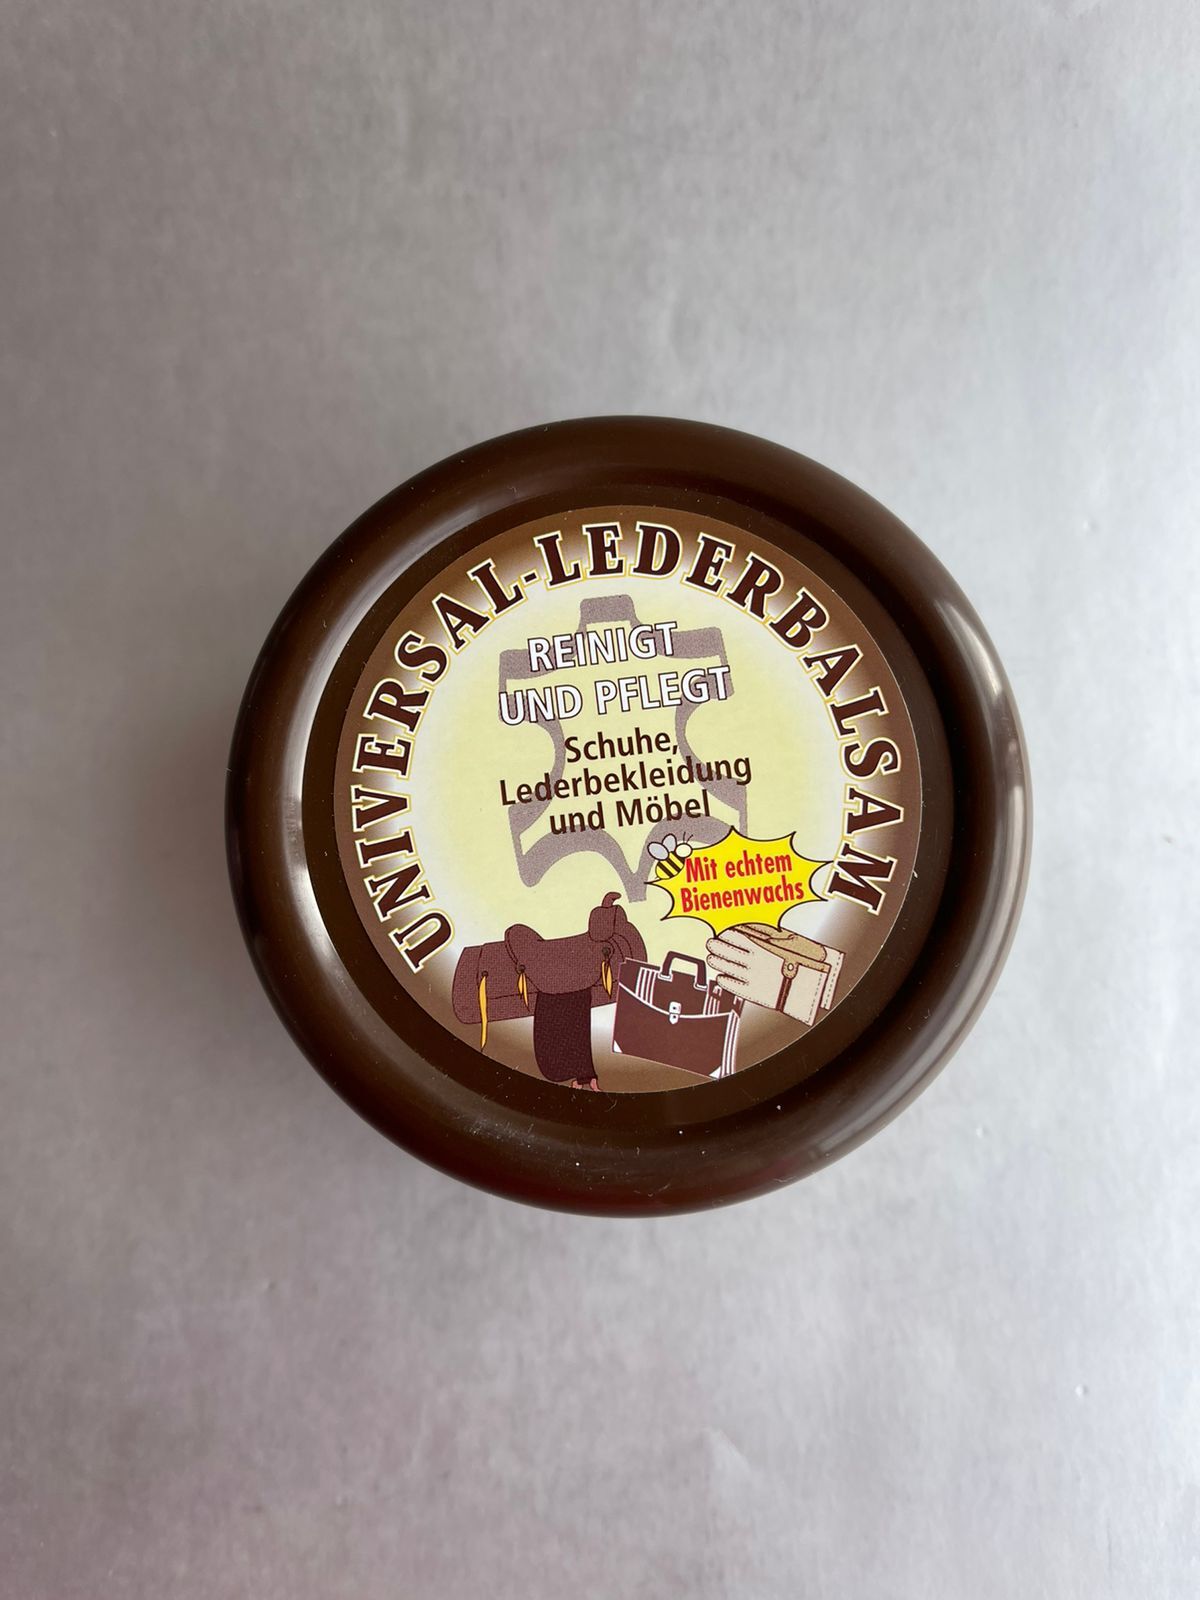 UNIVERSAL-LEDERBALSAM
REINIGT
UND PFLEGT
Schuhe,
Lederbekleidung
und Möbel
Mit echtem
Bienenwachs